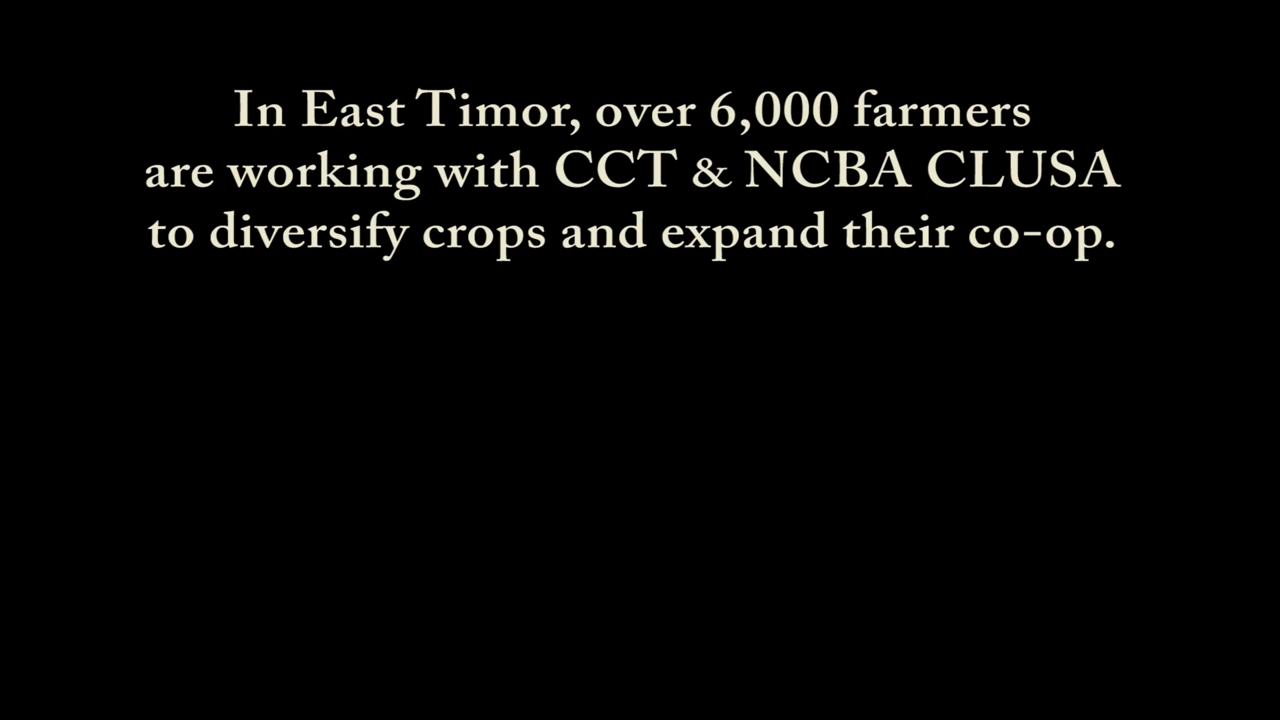 In East Timor, over 6,000 farmers
are working with CCT & NCBA CLUSA
to diversify crops and expand their co-op.